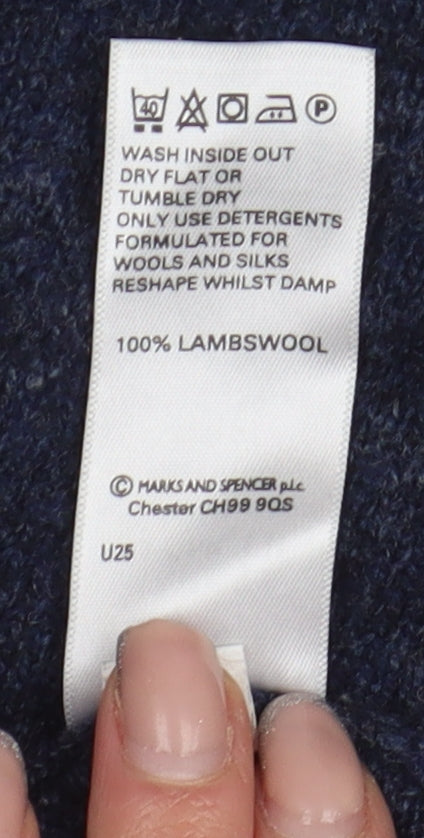 40 P
WASH INSIDE OUT
DRY FLAT OR
TUMBLE DRY
ONLY USE DETERGENTS
FORMULATED FOR
WOOLS AND SILKS
RESHAPE WHILST DAMP
100% LAMBSWOOL
© MARKS AND SPENCER p.l.c.
Chester CH99 9QS
U25